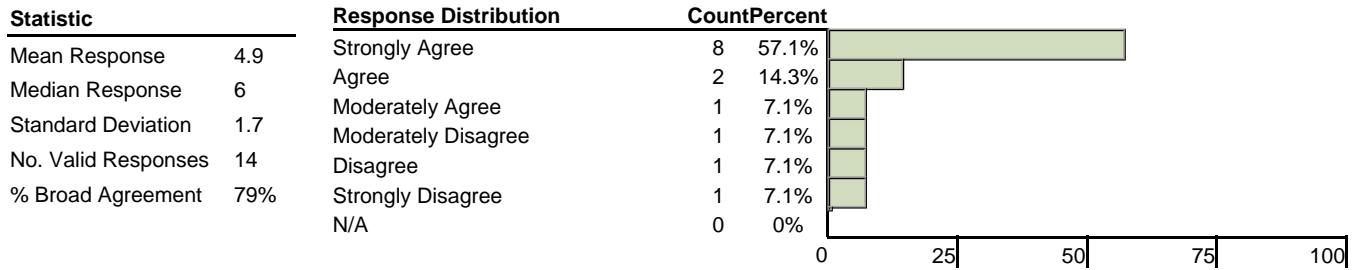 Statistic
Mean Response 4.9
Median Response 6
Standard Deviation 1.7
No. Valid Responses 14
% Broad Agreement 79%
Response Distribution CountPercent
Strongly Agree 8 57.1%
Agree 2 14.3%
Moderately Agree 1 7.1%
Moderately Disagree 1 7.1%
Disagree 1 7.1%
Strongly Disagree 1 7.1%
N/A 0 0%
0 25 50 75 100